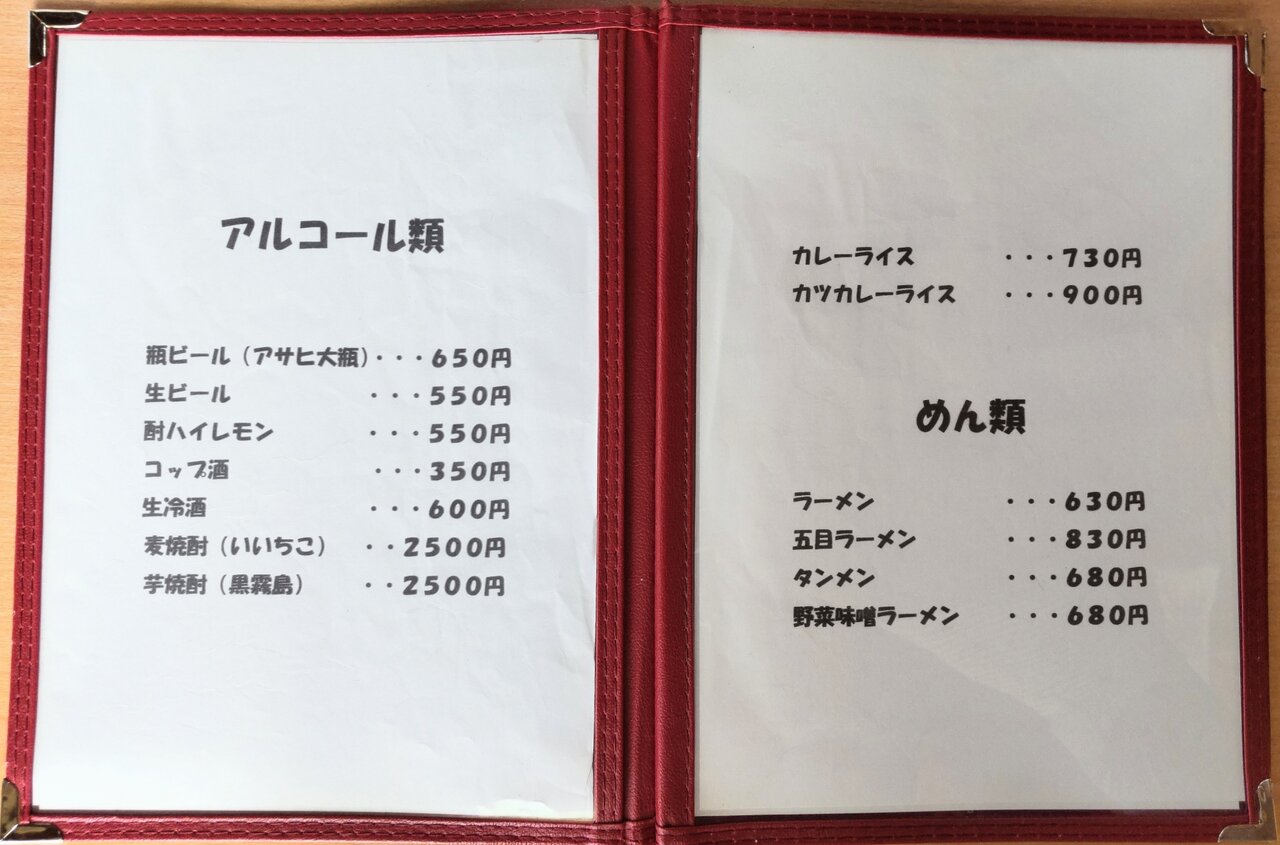 アルコール類
瓶ビール（アサヒ大瓶）・・・６５０円
生ビール ・・・５５０円
酎ハイレモン ・・・５５０円
コップ酒 ・・・３５０円
生冷酒 ・・・６００円
麦焼酎（いいちこ） ・・２５００円
芋焼酎（黒霧島） ・・２５００円
カレーライス ・・・７３０円
カツカレーライス ・・・９００円
めん類
ラーメン ・・・６３０円
五目ラーメン ・・・８３０円
タンメン ・・・６８０円
野菜味噌ラーメン ・・・６８０円